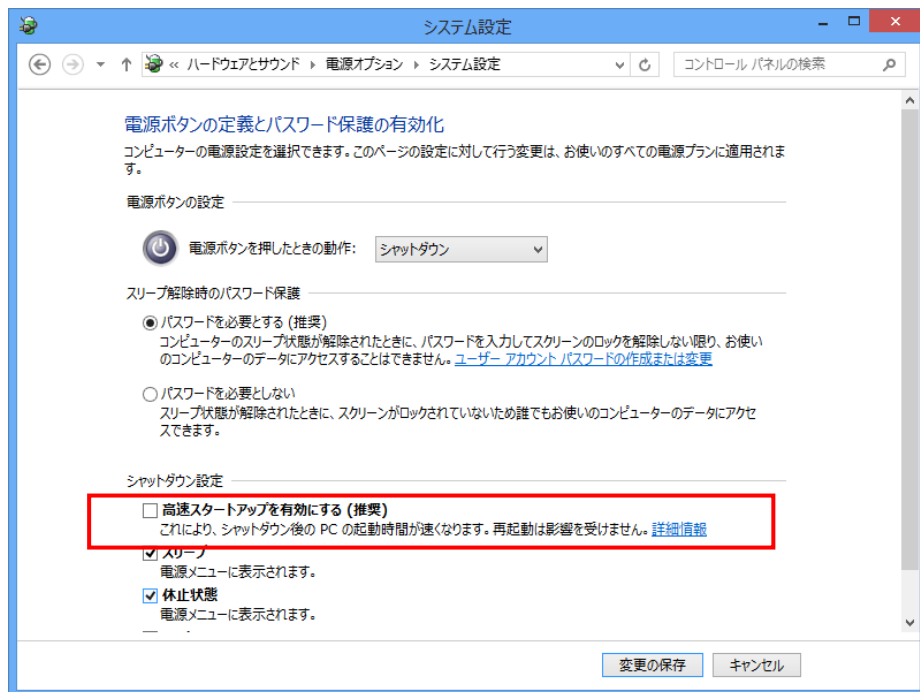 システム設定
« ハードウェアとサウンド ▸ 電源オプション ▸ システム設定
コントロール パネルの検索
電源ボタンの定義とパスワード保護の有効化
コンピューターの電源設定を選択できます。このページの設定に対して行う変更は、お使いのすべての電源プランに適用されま
す。
電源ボタンの設定
電源ボタンを押したときの動作:
シャットダウン
スリープ解除時のパスワード保護
パスワードを必要とする (推奨)
コンピューターのスリープ状態が解除されたときに、パスワードを入力してスクリーンのロックを解除しない限り、お使い
のコンピューターのデータにアクセスすることはできません。ユーザー アカウント パスワードの作成または変更
パスワードを必要としない
スリープ状態が解除されたときに、スクリーンがロックされていないため誰でもお使いのコンピューターのデータにアクセ
スできます。
シャットダウン設定
高速スタートアップを有効にする (推奨)
これにより、シャットダウン後の PC の起動時間が速くなります。再起動は影響を受けません。詳細情報
スリープ
電源メニューに表示されます。
休止状態
電源メニューに表示されます。
変更の保存
キャンセル